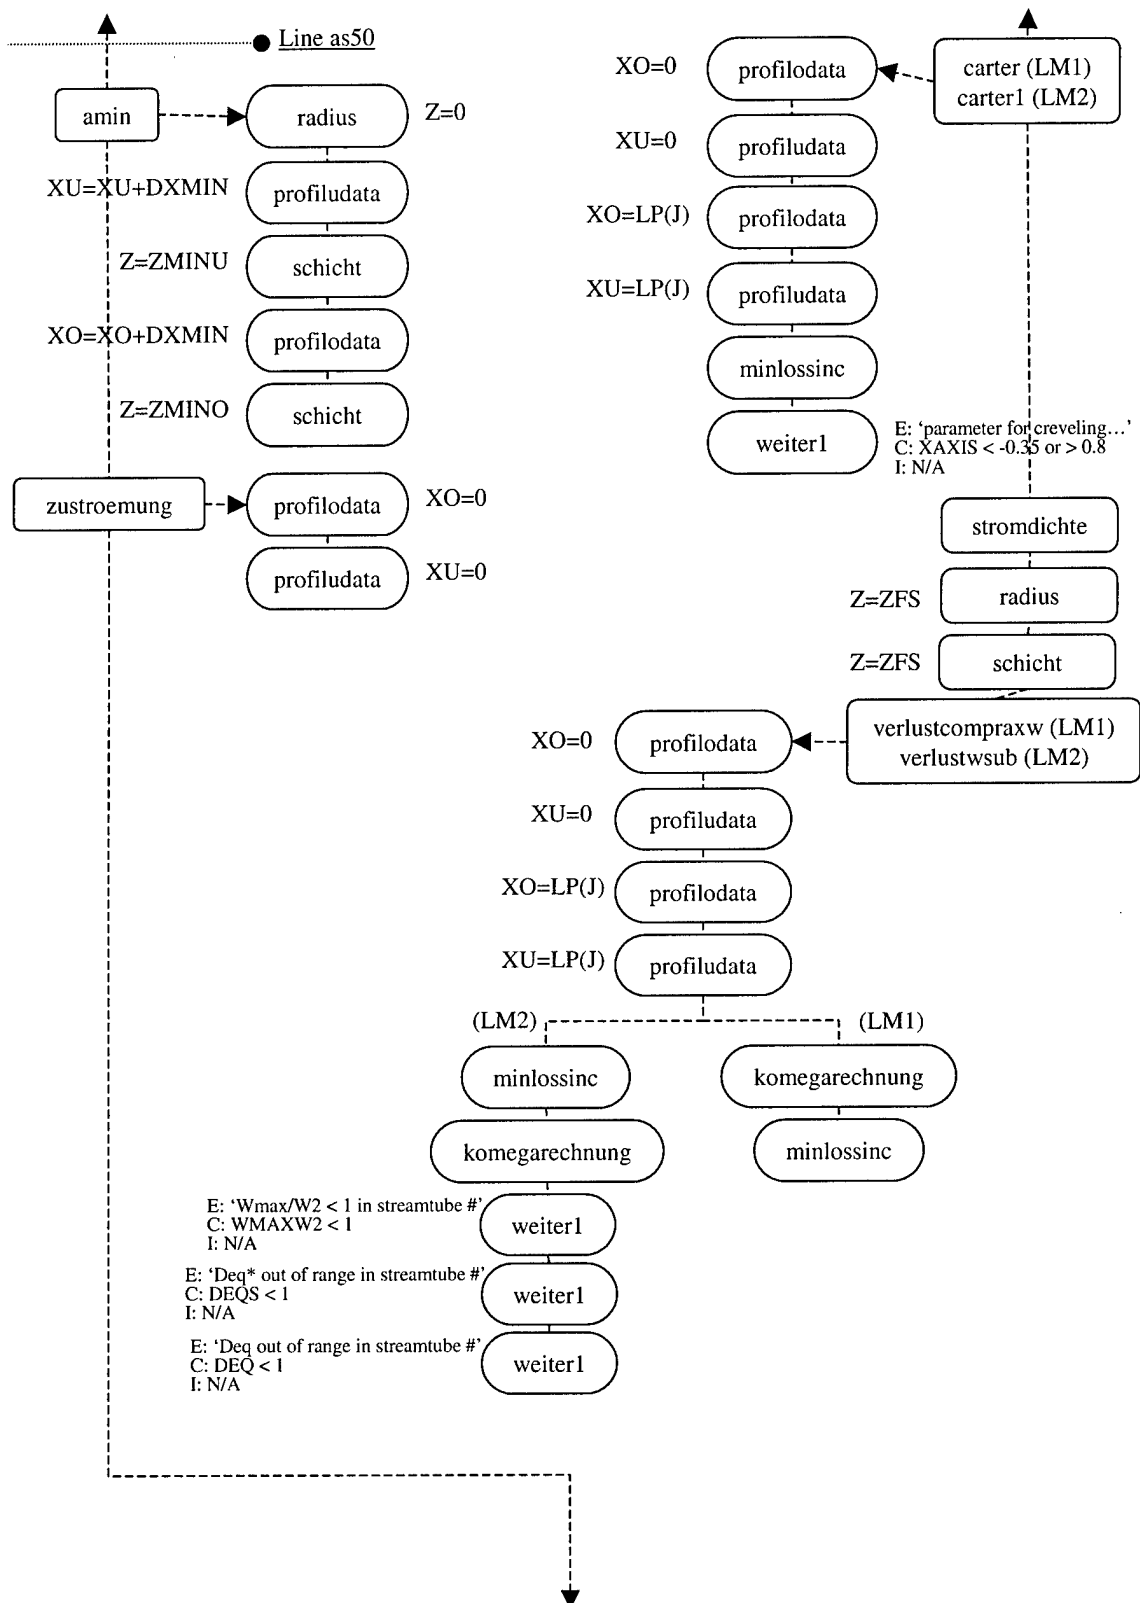 Line as50
amin
radius
Z=0
XU=XU+DXMIN
profiludata
Z=ZMINU
schicht
XO=XO+DXMIN
profilodata
Z=ZMINO
schicht
zustroemung
profilodata
XO=0
profiludata
XU=0
XO=0
profilodata
carter (LM1)
carter1 (LM2)
XU=0
profiludata
XO=LP(J)
profilodata
XU=LP(J)
profiludata
minlossinc
weiter1
E: ‘parameter for creveling…’
C: XAXIS < -0.35 or > 0.8
I: N/A
stromdichte
Z=ZFS
radius
Z=ZFS
schicht
verlustcompraxw (LM1)
verlustwsub (LM2)
XO=0
profilodata
XU=0
profiludata
XO=LP(J)
profilodata
XU=LP(J)
profiludata
(LM2)
(LM1)
minlossinc
komegarechnung
komegarechnung
minlossinc
E: ‘Wmax/W2 < 1 in streamtube #’
C: WMAXW2 < 1
I: N/A
weiter1
E: ‘Deq* out of range in streamtube #’
C: DEQS < 1
I: N/A
weiter1
E: ‘Deq out of range in streamtube #’
C: DEQ < 1
I: N/A
weiter1